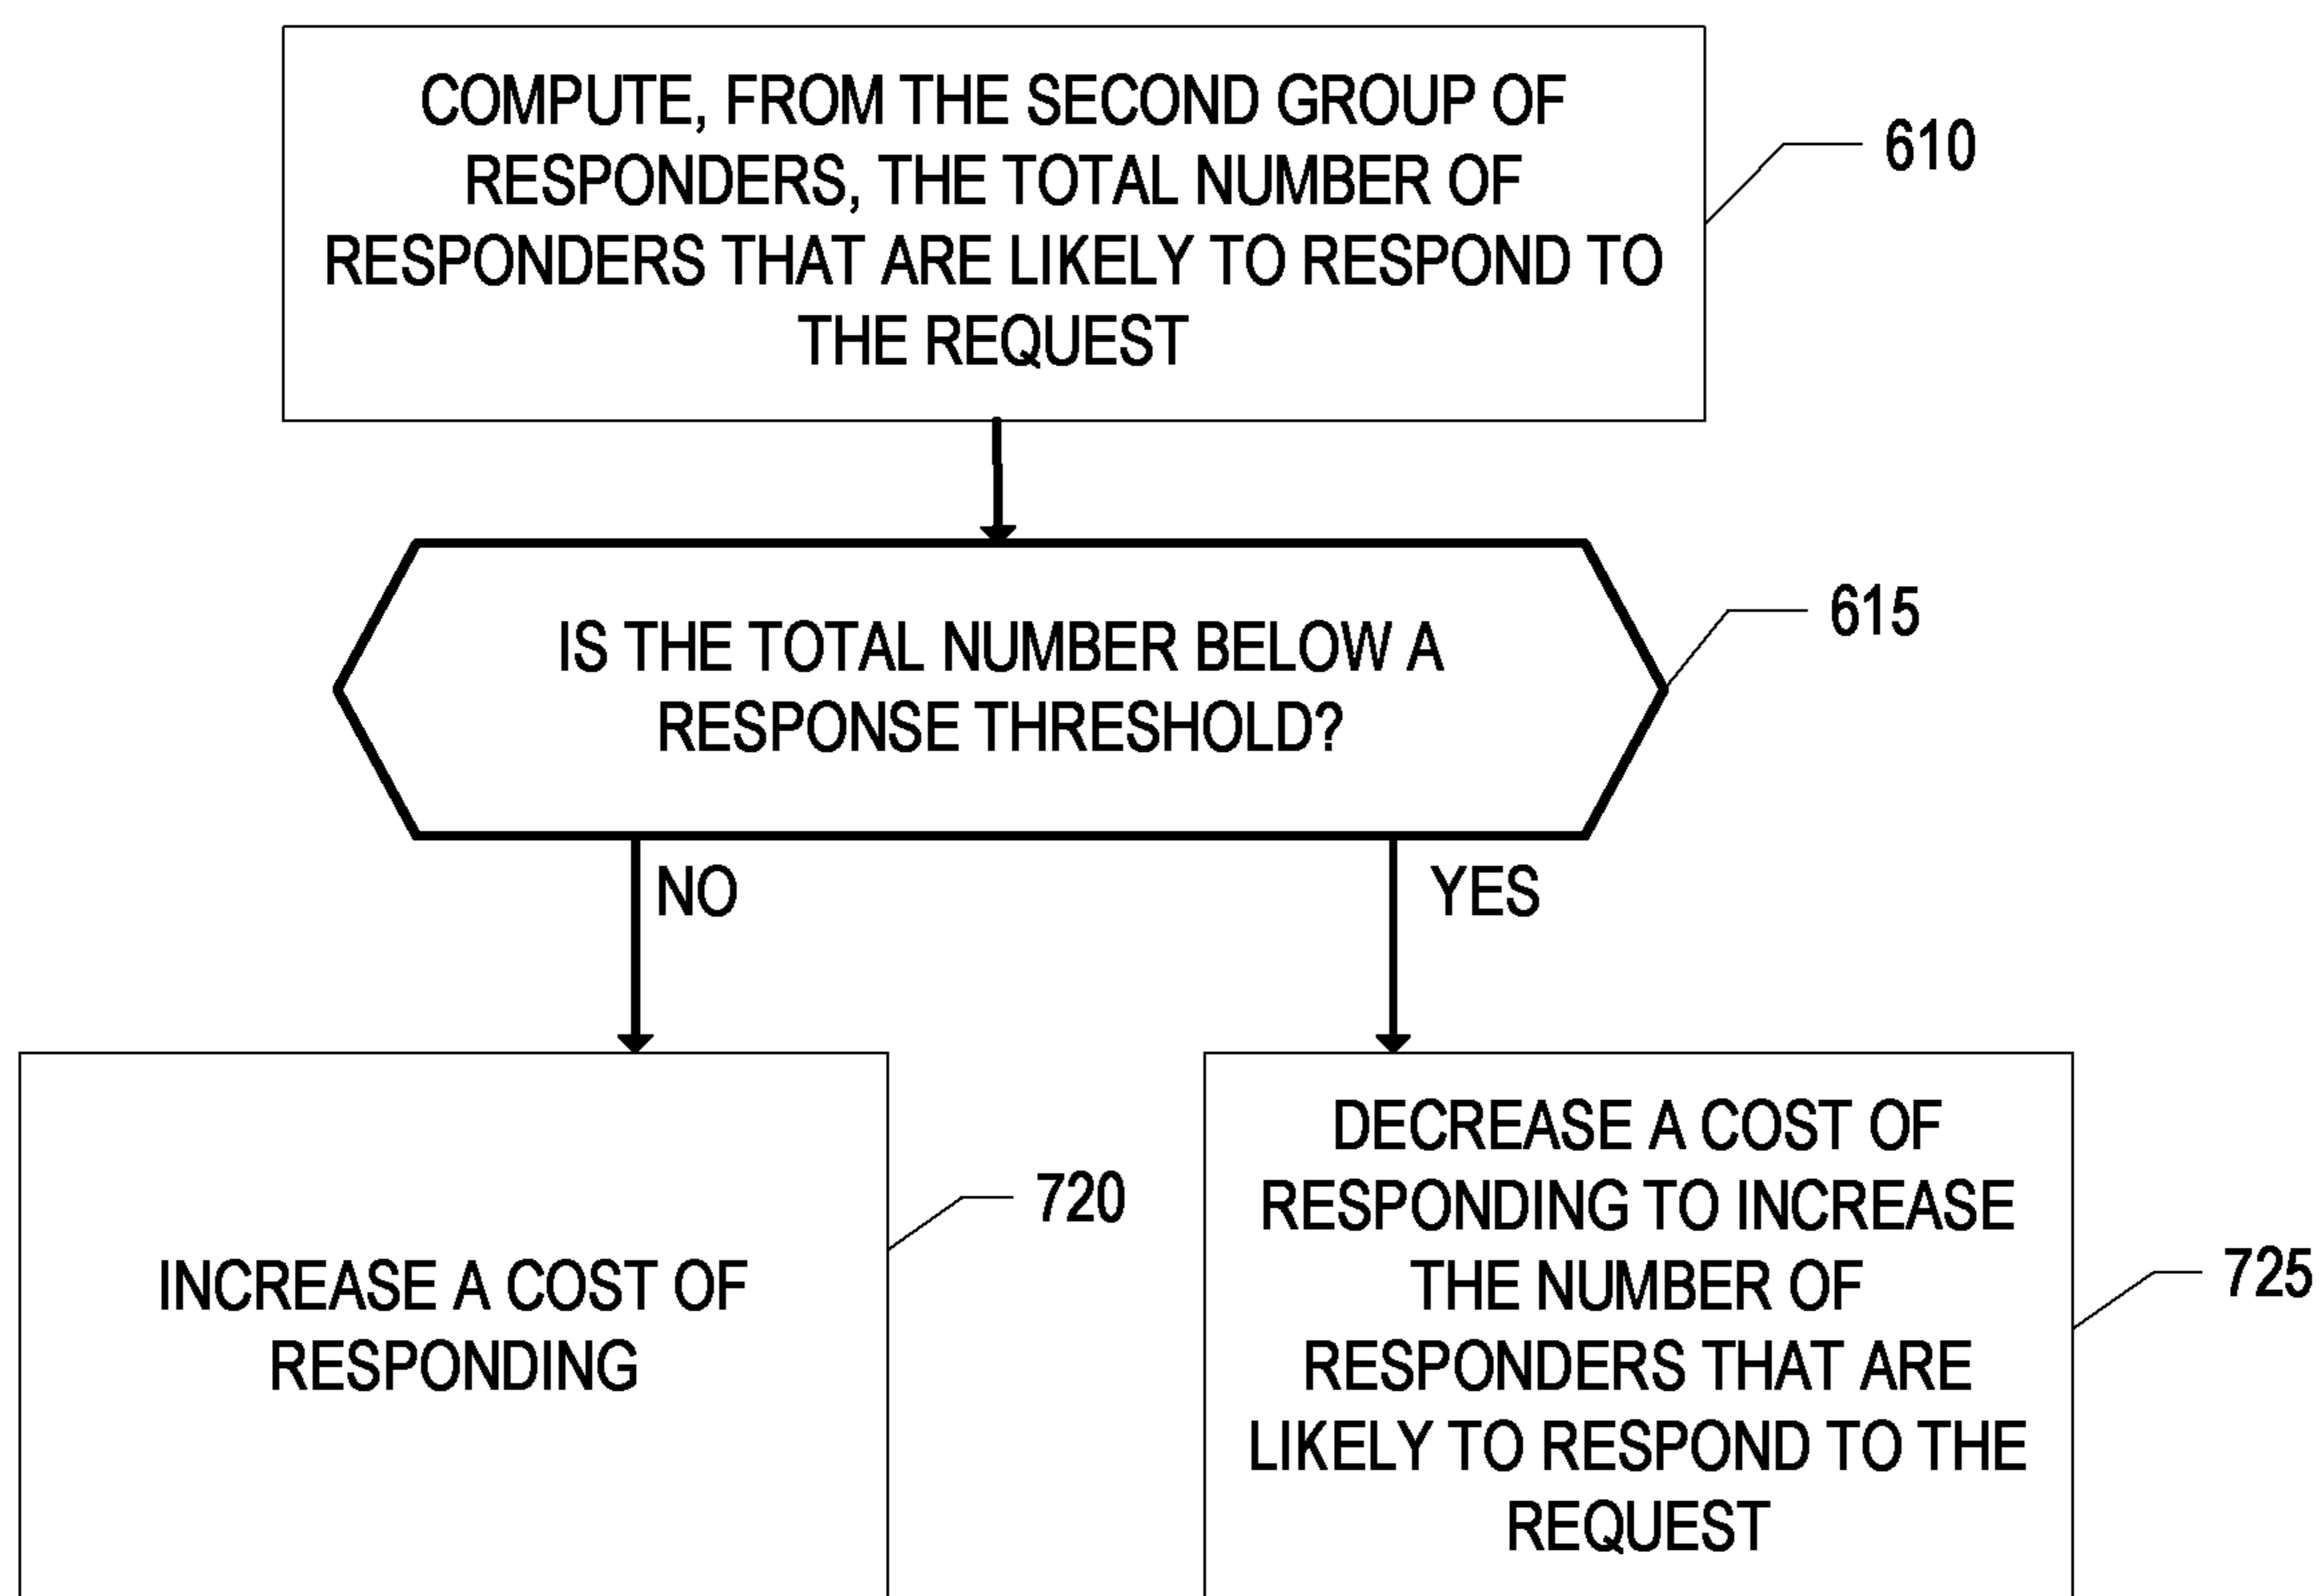 COMPUTE, FROM THE SECOND GROUP OF
RESPONDERS, THE TOTAL NUMBER OF
RESPONDERS THAT ARE LIKELY TO RESPOND TO
THE REQUEST
610
IS THE TOTAL NUMBER BELOW A
RESPONSE THRESHOLD?
615
NO
YES
INCREASE A COST OF
RESPONDING
720
DECREASE A COST OF
RESPONDING TO INCREASE
THE NUMBER OF
RESPONDERS THAT ARE
LIKELY TO RESPOND TO THE
REQUEST
725